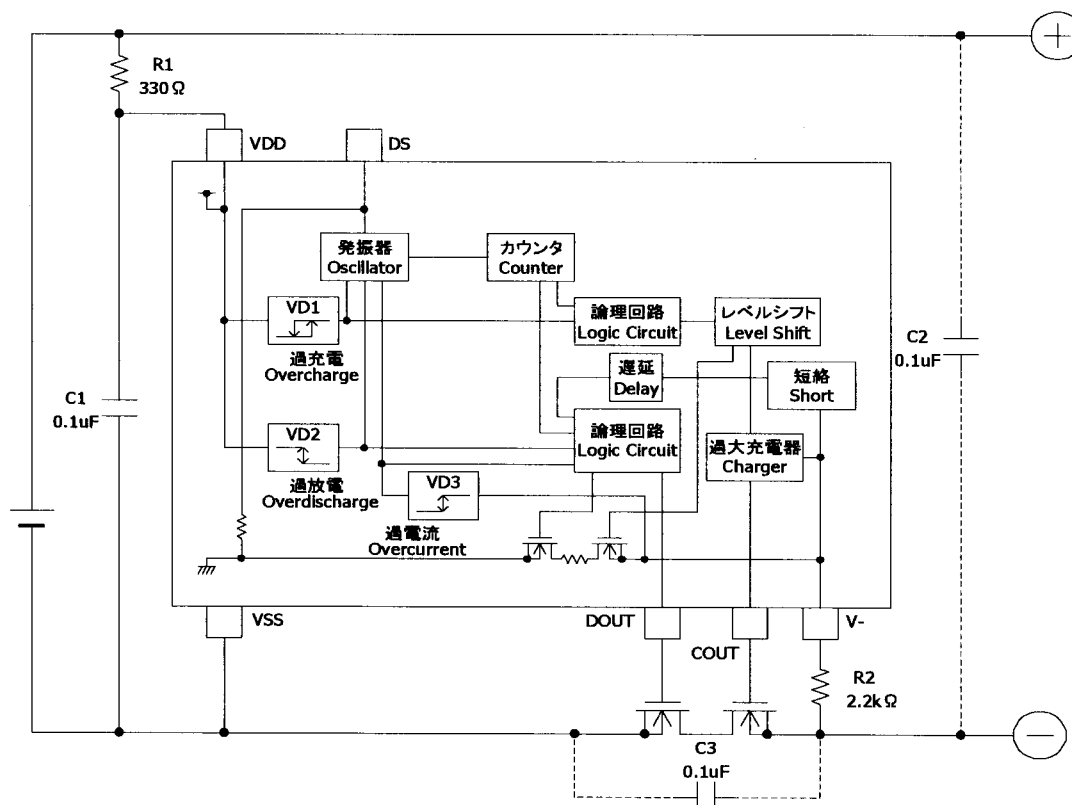 R1
330Ω
VDD
DS
発振器
Oscillator
カウンタ
Counter
VD1
論理回路
Logic Circuit
レベルシフト
Level Shift
過充電
Overcharge
遅延
Delay
短絡
Short
C2
0.1uF
C1
0.1uF
VD2
論理回路
Logic Circuit
過大充電器
Charger
過放電
Overdischarge
VD3
過電流
Overcurrent
VSS
DOUT
COUT
V-
R2
2.2kΩ
C3
0.1uF
+
−